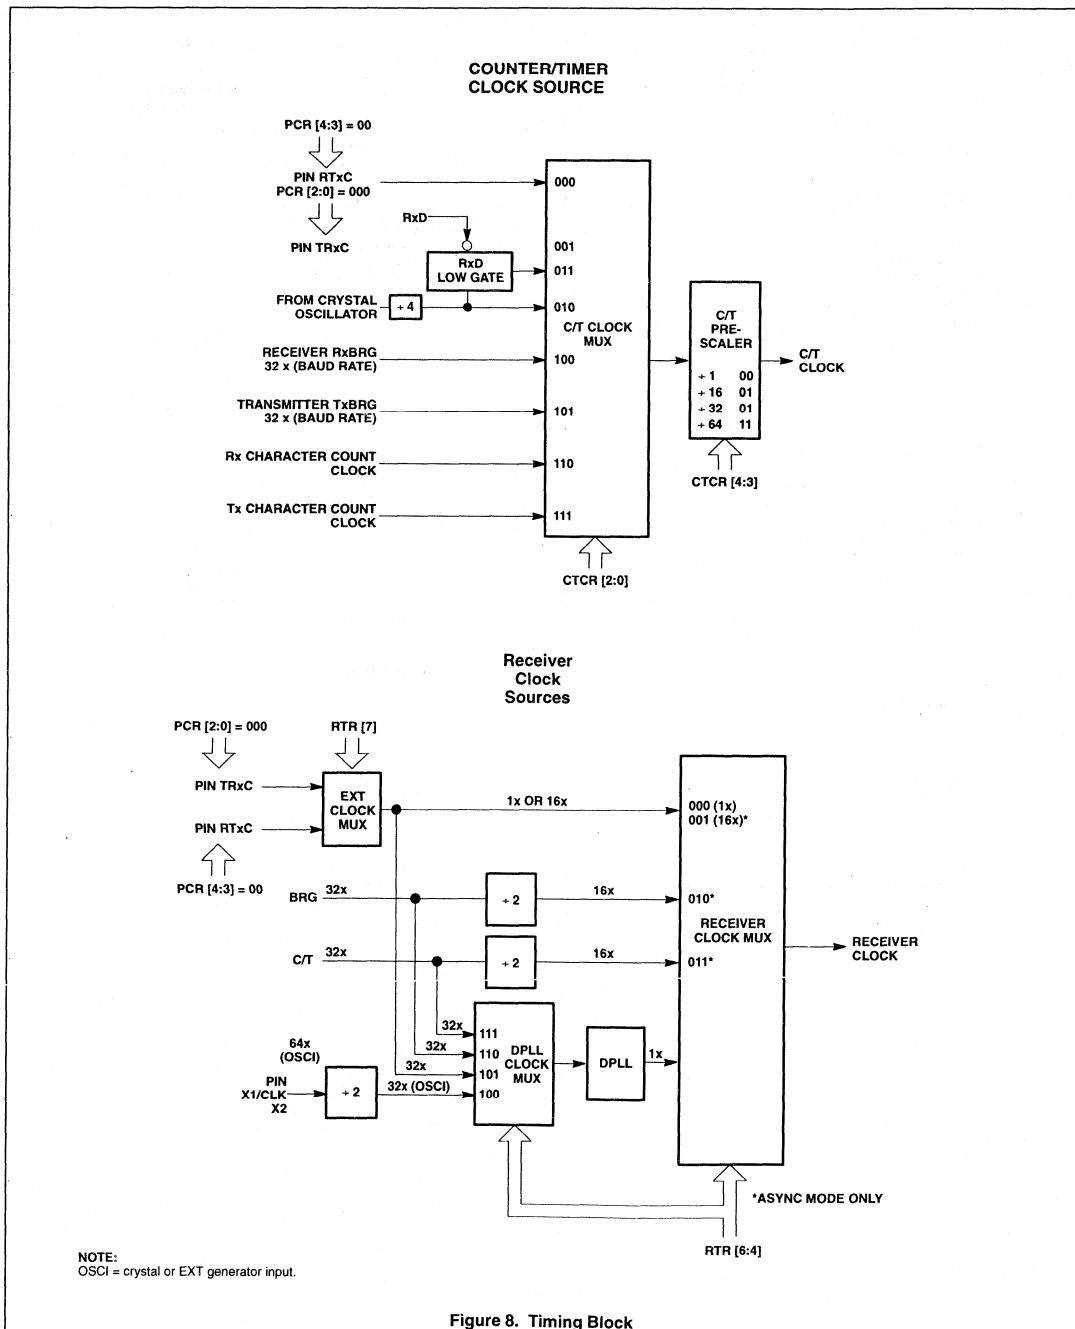 COUNTER/TIMER
CLOCK SOURCE
PCR [4:3] = 00
PIN RTxC
PCR [2:0] = 000
PIN TRxC
000
RxD
001
RxD
LOW GATE
011
FROM CRYSTAL
OSCILLATOR
÷ 4
010
C/T CLOCK
MUX
RECEIVER RxBRG
32 x (BAUD RATE)
100
TRANSMITTER TxBRG
32 x (BAUD RATE)
101
Rx CHARACTER COUNT
CLOCK
110
Tx CHARACTER COUNT
CLOCK
111
CTCR [2:0]
C/T
PRE-
SCALER
÷ 1 00
÷ 16 01
÷ 32 01
÷ 64 11
C/T
CLOCK
CTCR [4:3]
Receiver
Clock
Sources
PCR [2:0] = 000
RTR [7]
PIN TRxC
PIN RTxC
EXT
CLOCK
MUX
PCR [4:3] = 00
1x OR 16x
000 (1x)
001 (16x)*
BRG
32x
÷ 2
16x
010*
RECEIVER
CLOCK MUX
RECEIVER
CLOCK
C/T
32x
÷ 2
16x
011*
32x
111
32x
110
32x
101
32x (OSCI)
100
DPLL
CLOCK
MUX
DPLL
1x
64x
(OSCI)
PIN
X1/CLK
X2
÷ 2
*ASYNC MODE ONLY
RTR [6:4]
NOTE:
OSCI = crystal or EXT generator input.
Figure 8. Timing Block